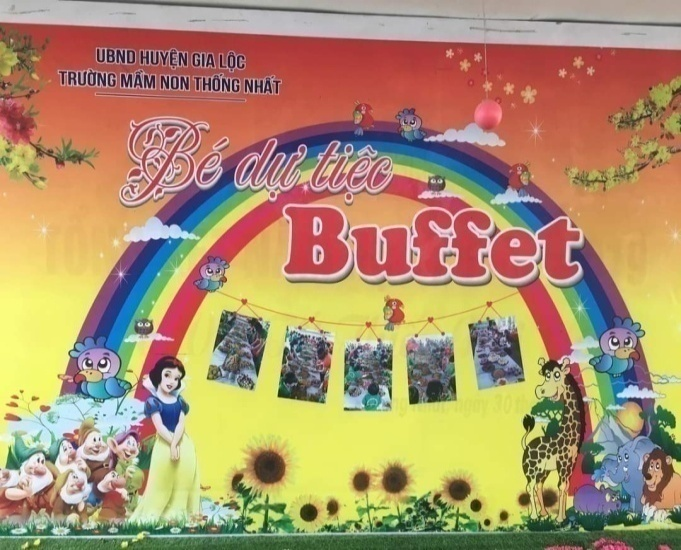 UBND HUYỆN GIA LỘC
TRƯỜNG MẦM NON THỐNG NHẤT
Bé dự tiệc
Buffet